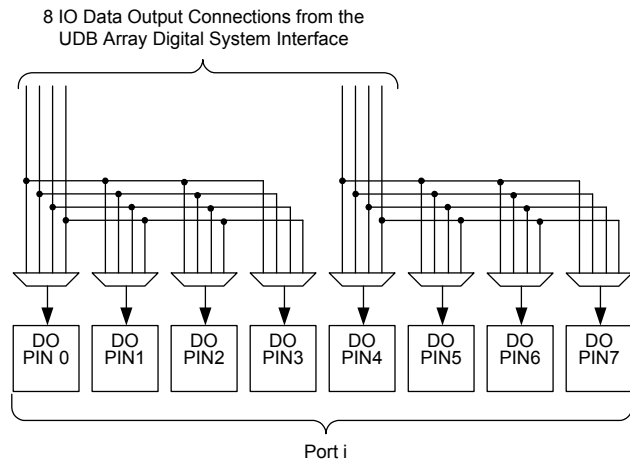 8 IO Data Output Connections from the
UDB Array Digital System Interface
DO PIN 0
DO PIN1
DO PIN2
DO PIN3
DO PIN4
DO PIN5
DO PIN6
DO PIN7
Port i